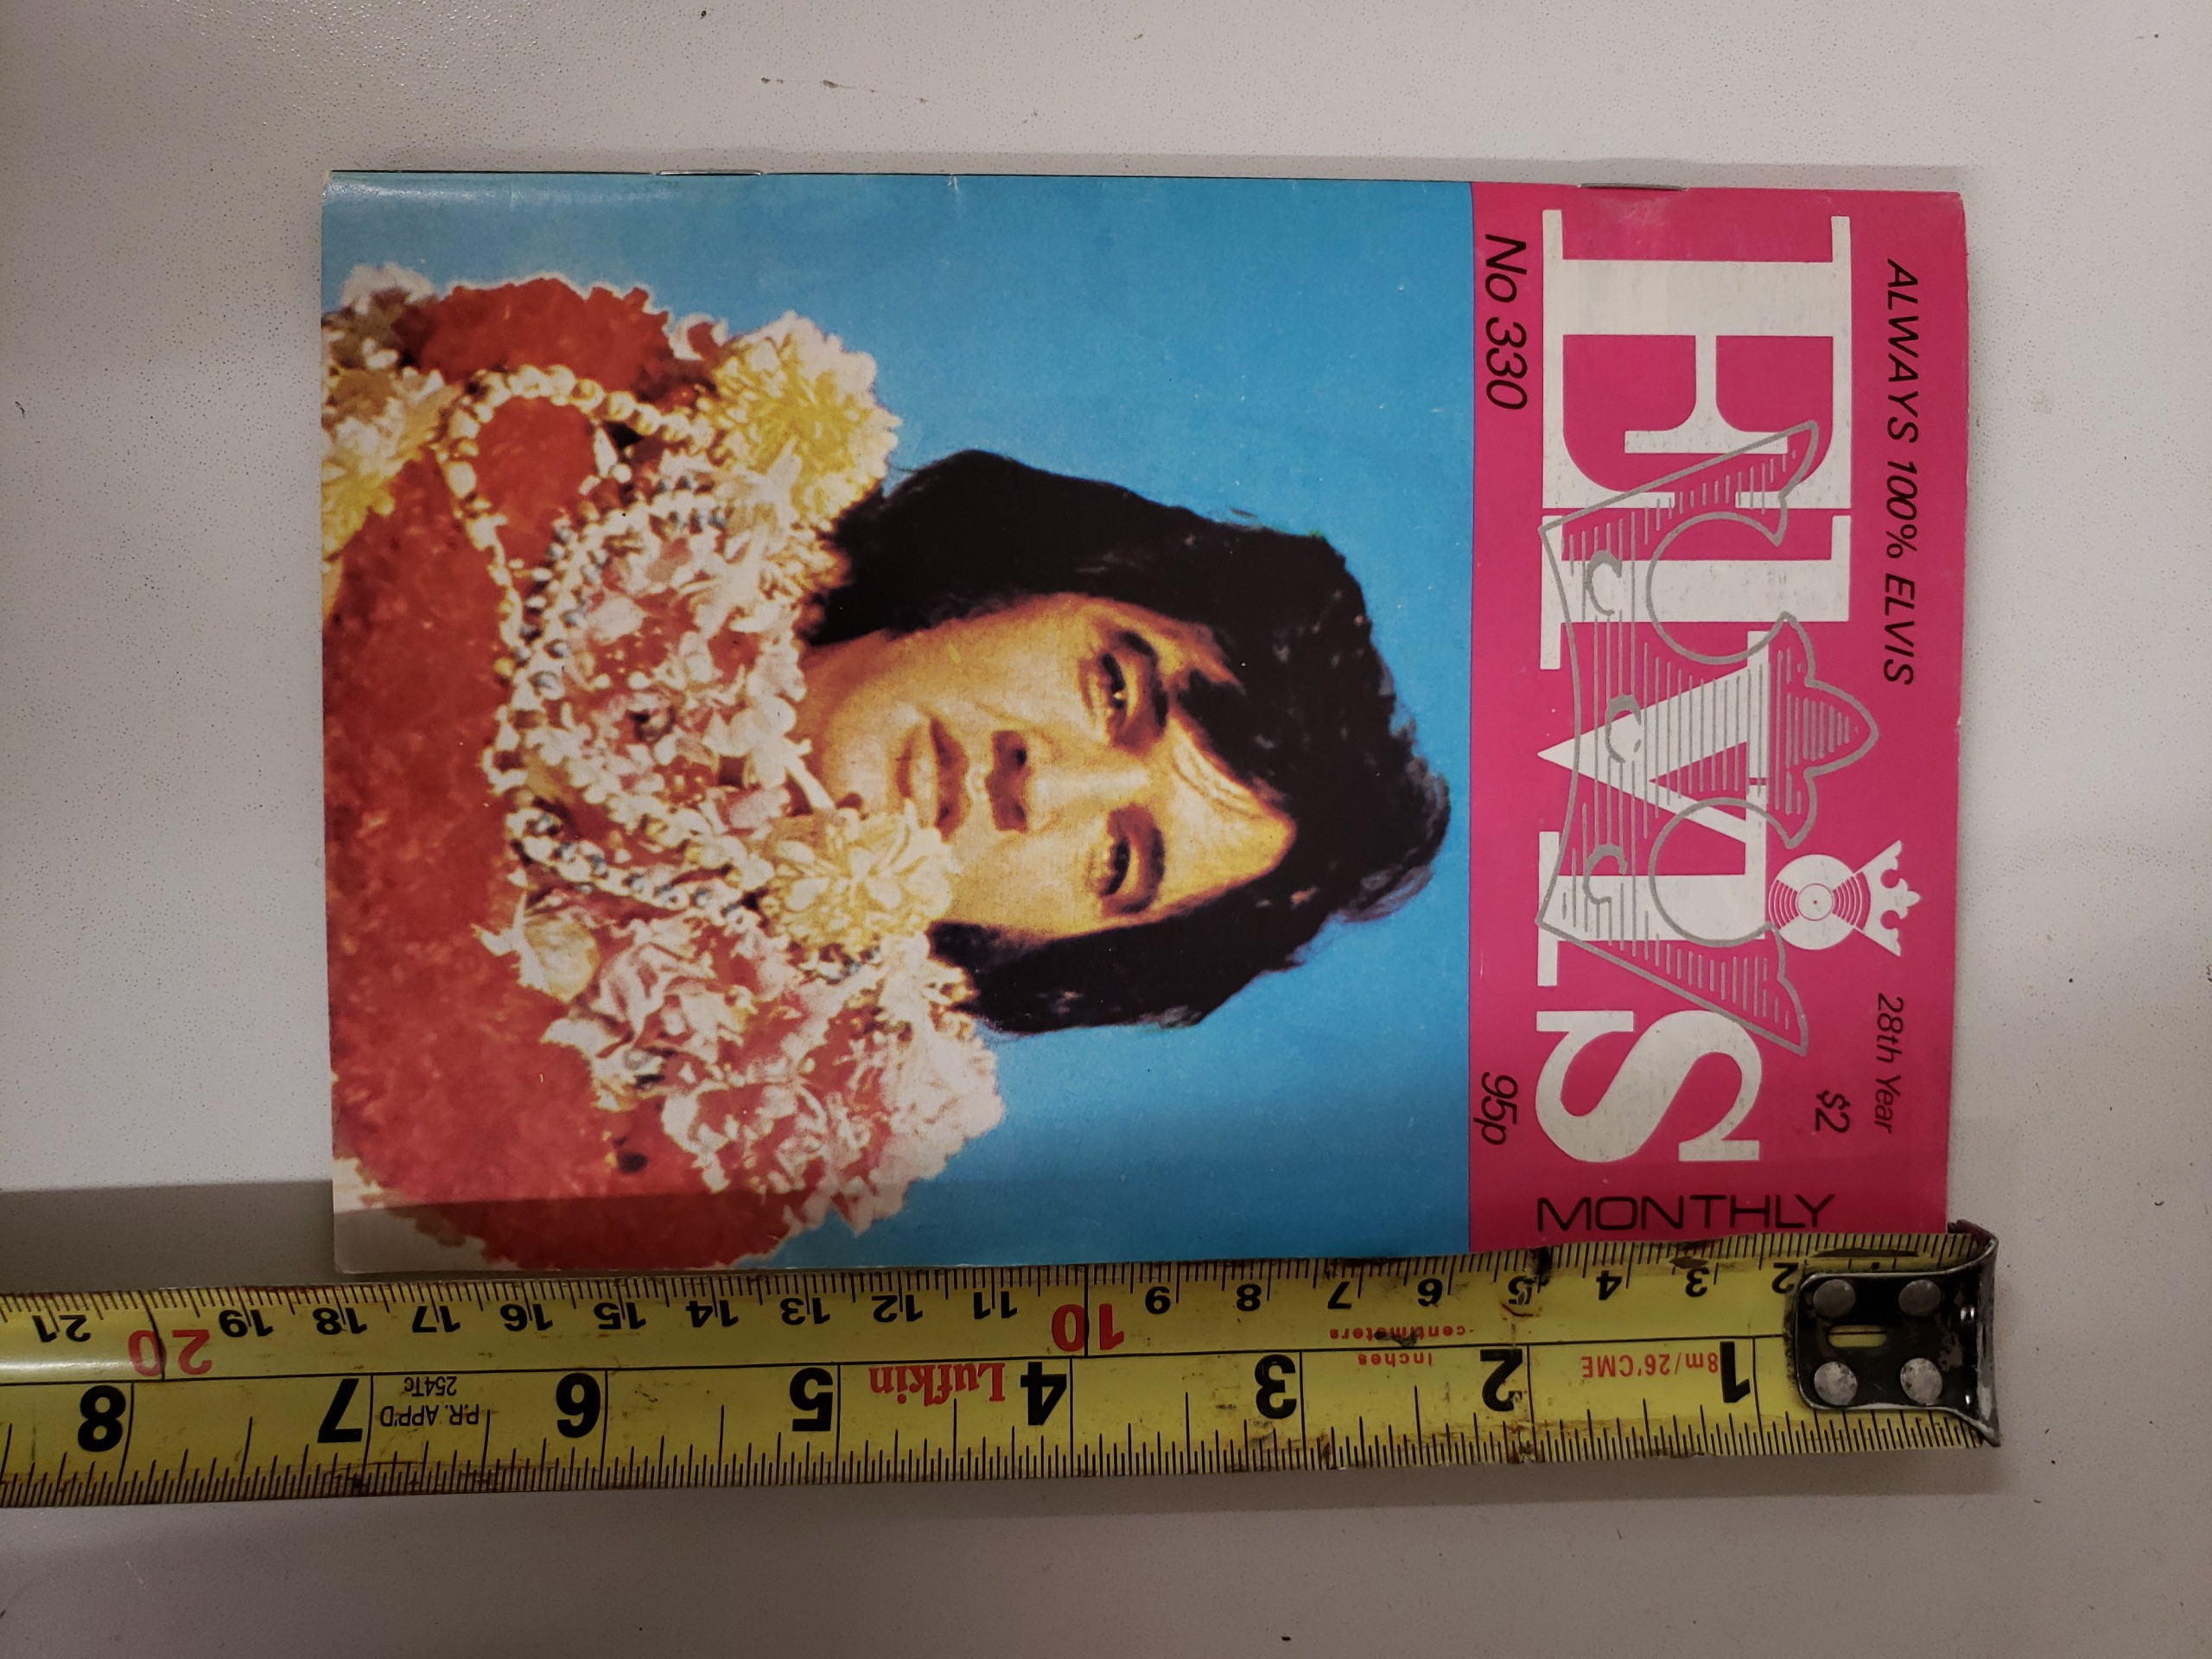 ALWAYS 100% ELVIS
28th Year
$2
ELVIS
MONTHLY
No 330
95p
2 3 4 5 6 7 8 9 10 11 12 13 14 15 16 17 18 19 20 21
centimeters
inches
8m/26'CME
1 2 3 4 Lufkin 5 6 7 8
P.R. APP'D
254Tc